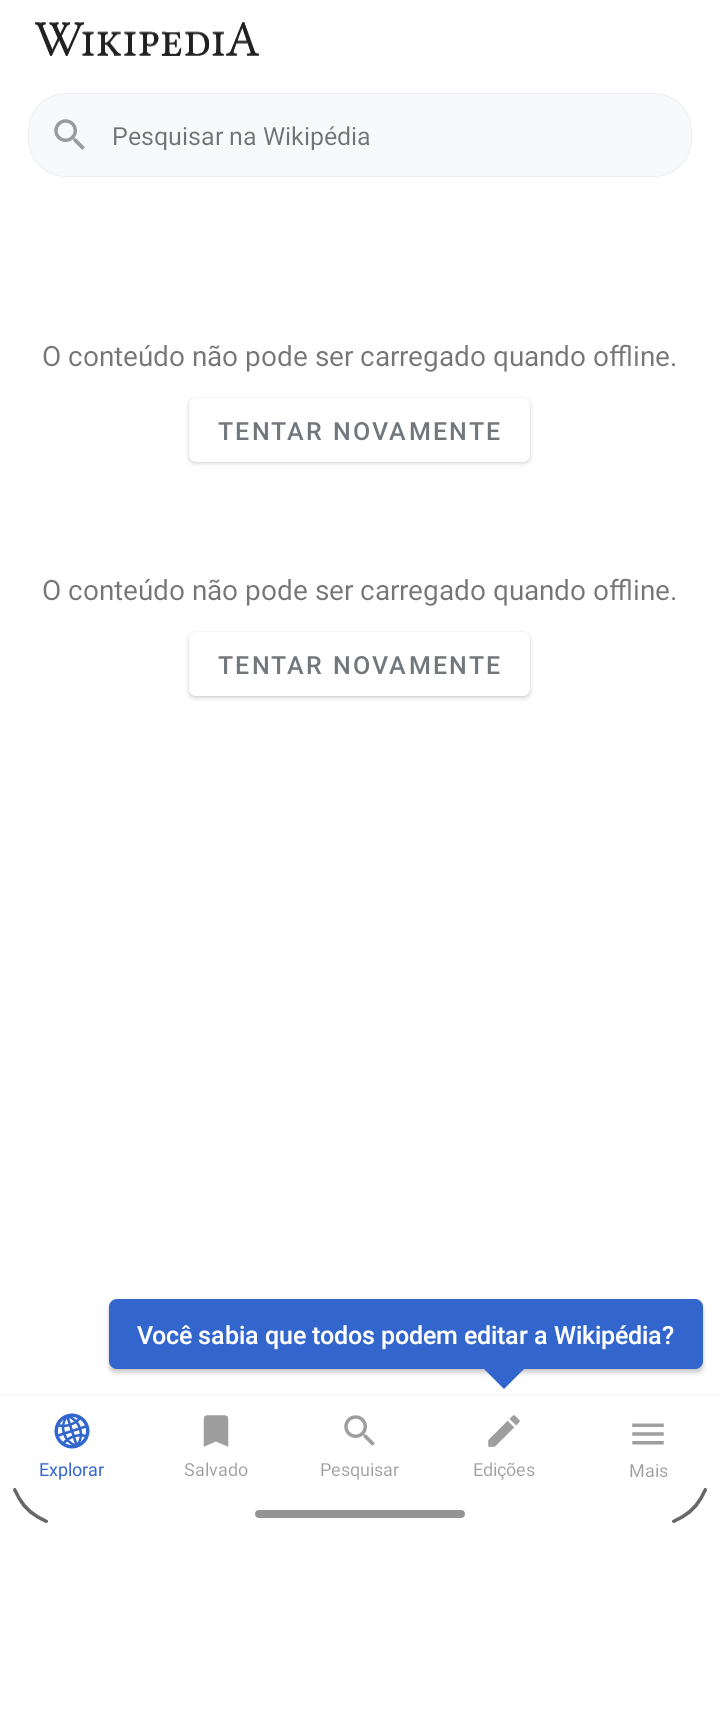 WIKIPEDIA
Pesquisar na Wikipédia
O conteúdo não pode ser carregado quando offline.
TENTAR NOVAMENTE
O conteúdo não pode ser carregado quando offline.
TENTAR NOVAMENTE
Você sabia que todos podem editar a Wikipédia?
Explorar Salvado Pesquisar Edições Mais